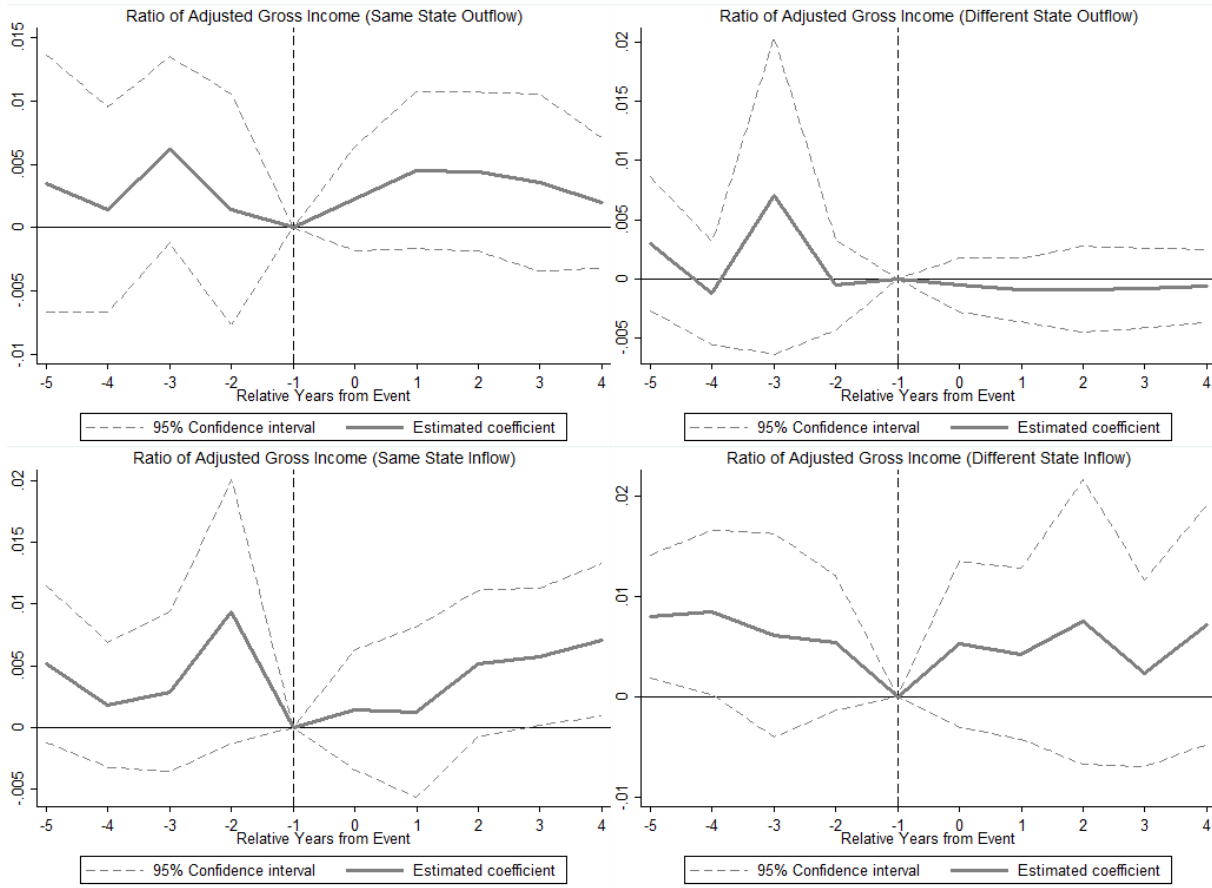 Ratio of Adjusted Gross Income (Same State Outflow)
.015
.01
.005
0
-.005
-.01
-5 -4 -3 -2 -1 0 1 2 3 4
Relative Years from Event
95% Confidence interval Estimated coefficient
Ratio of Adjusted Gross Income (Different State Outflow)
.02
.015
.01
.005
0
-.005
-5 -4 -3 -2 -1 0 1 2 3 4
Relative Years from Event
95% Confidence interval Estimated coefficient
Ratio of Adjusted Gross Income (Same State Inflow)
.02
.015
.01
.005
0
-.005
-5 -4 -3 -2 -1 0 1 2 3 4
Relative Years from Event
95% Confidence interval Estimated coefficient
Ratio of Adjusted Gross Income (Different State Inflow)
.02
.01
0
-.01
-5 -4 -3 -2 -1 0 1 2 3 4
Relative Years from Event
95% Confidence interval Estimated coefficient